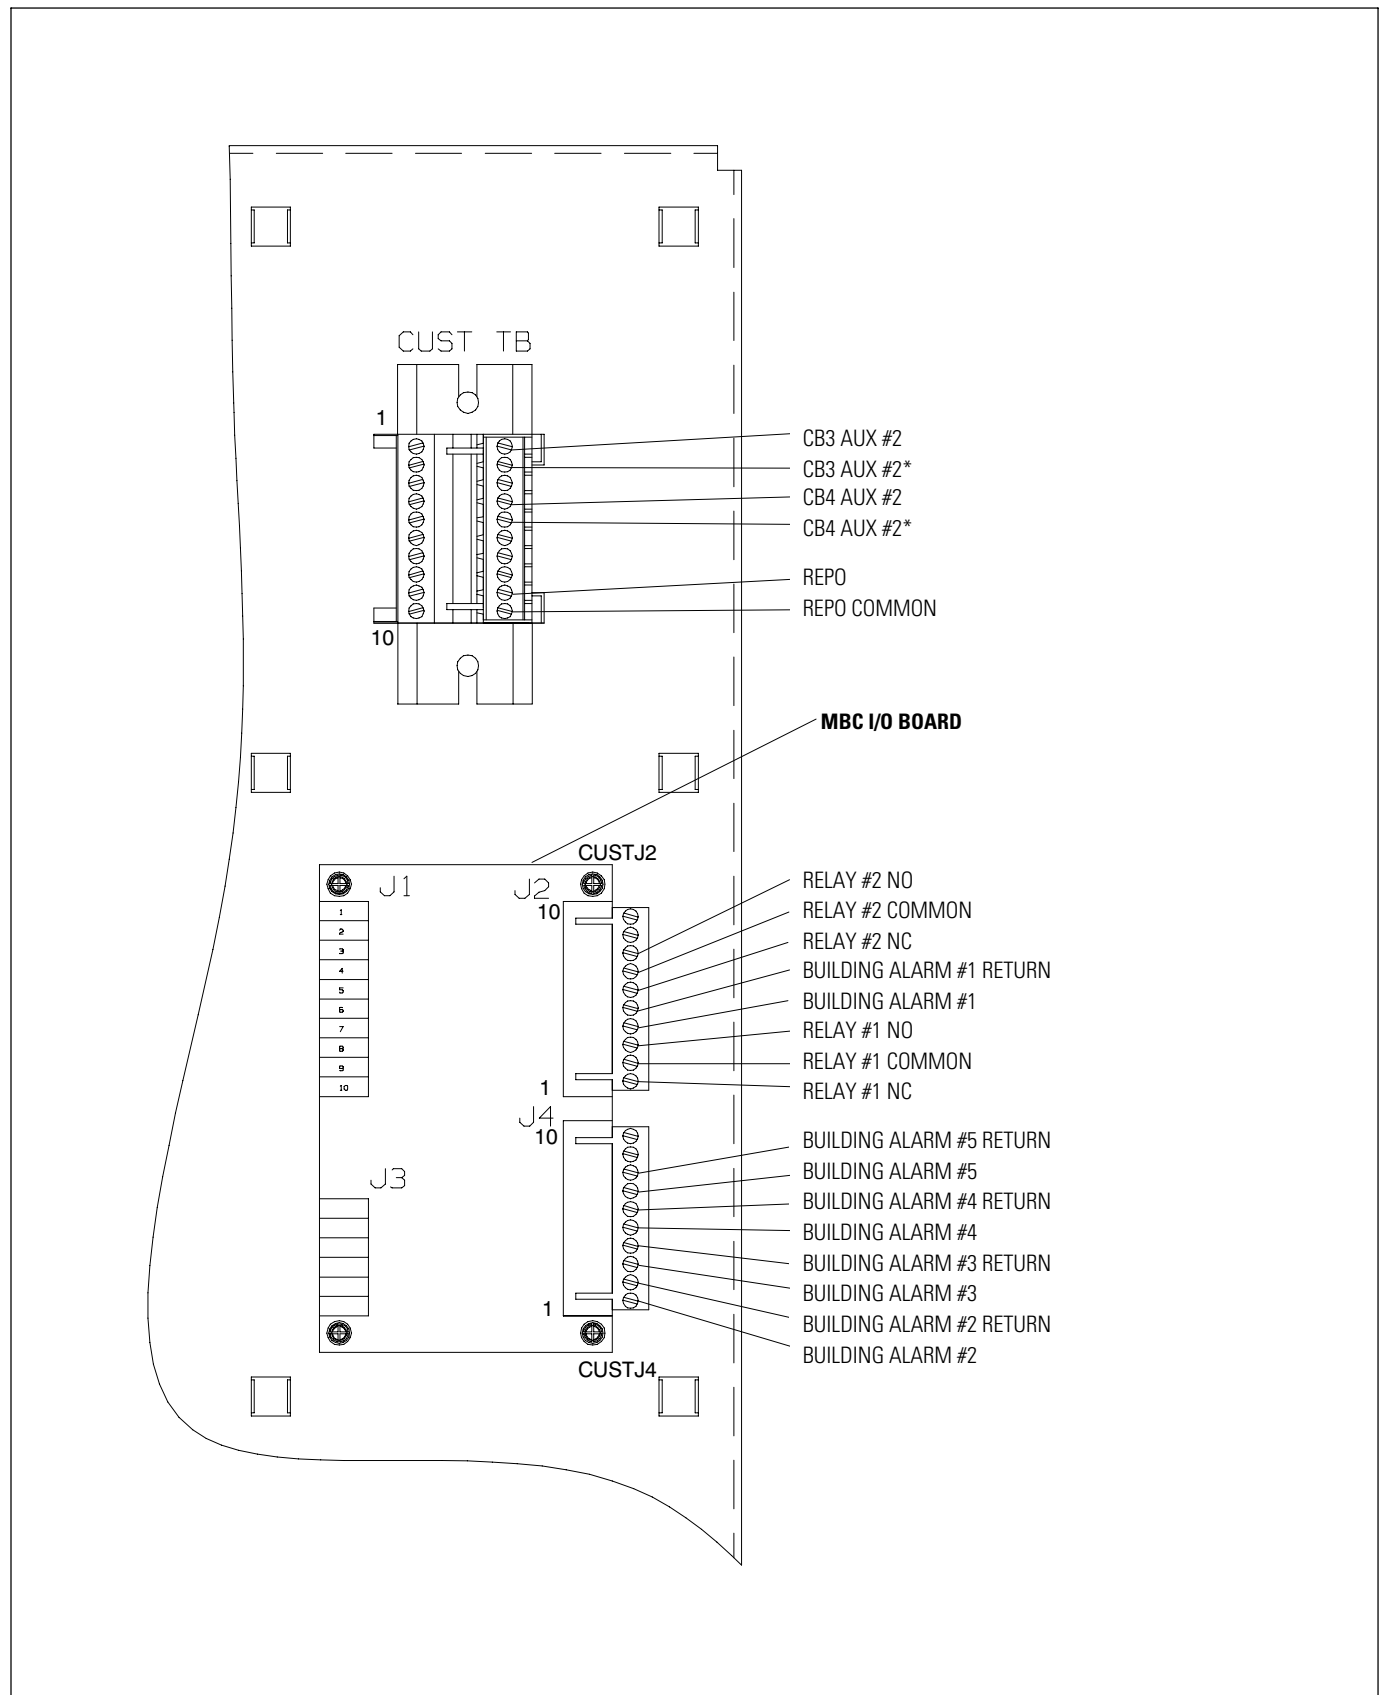 CUST TB
1
10
CB3 AUX #2
CB3 AUX #2*
CB4 AUX #2
CB4 AUX #2*
REPO
REPO COMMON
MBC I/O BOARD
CUSTJ2
J1
J2
1
2
3
4
5
6
7
8
9
10
10
1
RELAY #2 NO
RELAY #2 COMMON
RELAY #2 NC
BUILDING ALARM #1 RETURN
BUILDING ALARM #1
RELAY #1 NO
RELAY #1 COMMON
RELAY #1 NC
J4
10
1
J3
BUILDING ALARM #5 RETURN
BUILDING ALARM #5
BUILDING ALARM #4 RETURN
BUILDING ALARM #4
BUILDING ALARM #3 RETURN
BUILDING ALARM #3
BUILDING ALARM #2 RETURN
BUILDING ALARM #2
CUSTJ4